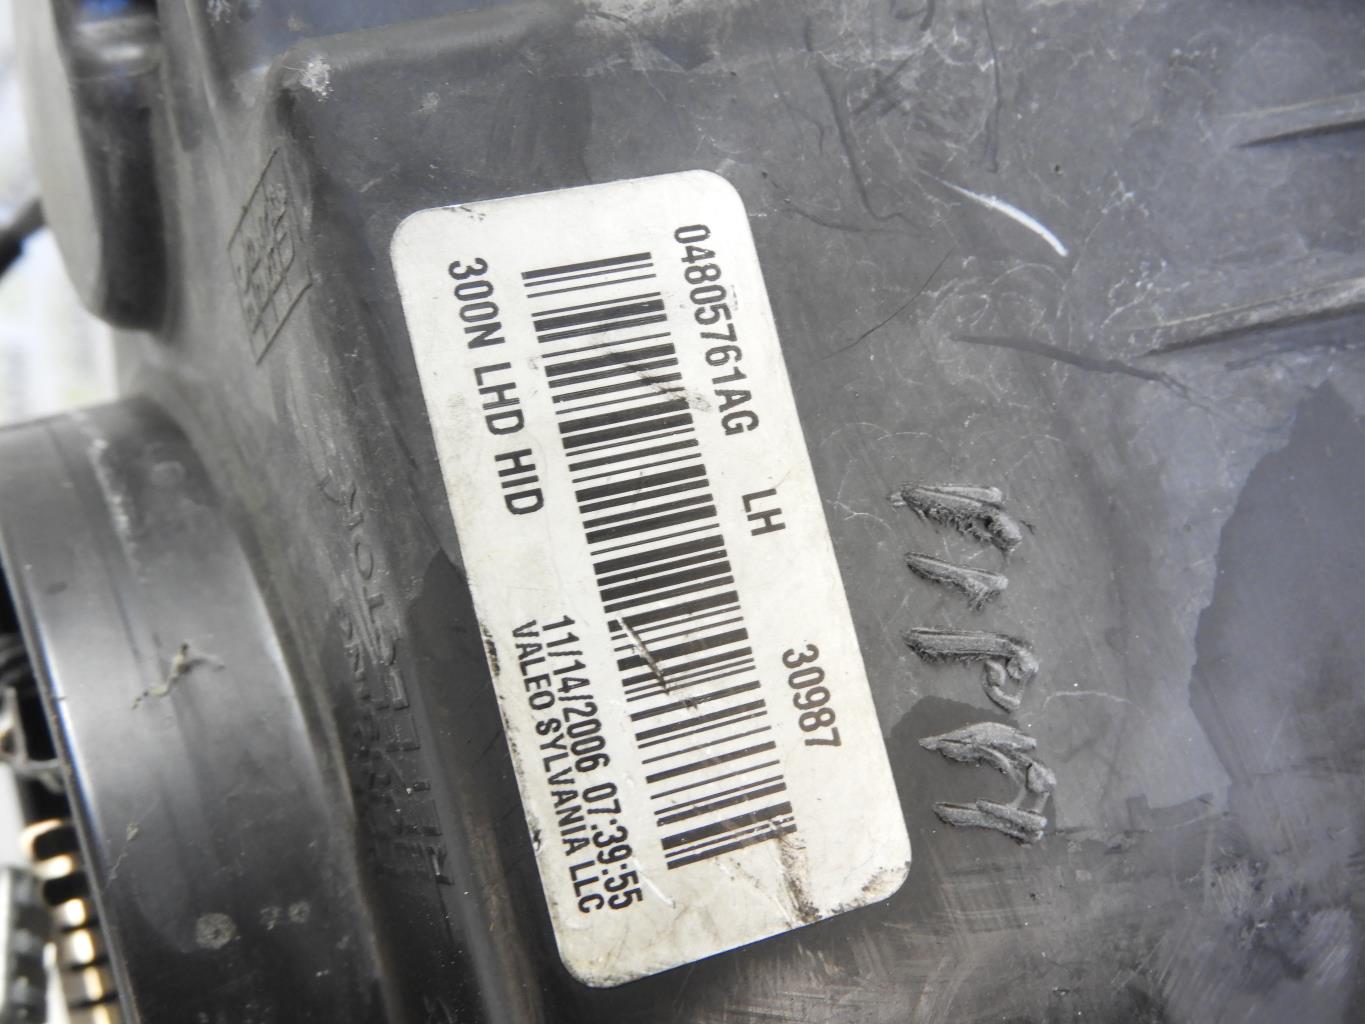 04805761AG LH 30987
300N LHD HID
11/14/2006 07:39:55
VALEO SYLVANIA LLC